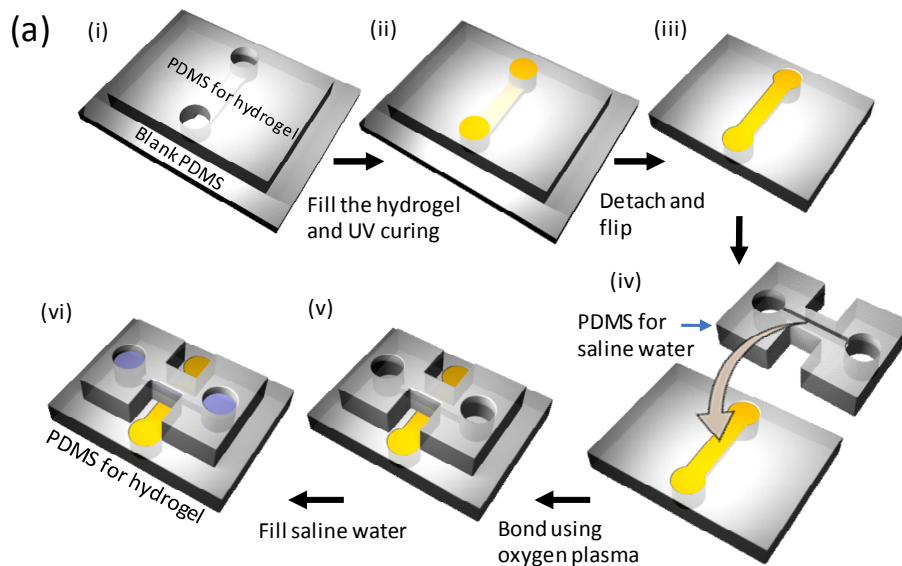 (a)
(i)
(ii)
(iii)
PDMS for hydrogel
Blank PDMS
Fill the hydrogel
and UV curing
Detach and
flip
(iv)
PDMS for
saline water
(v)
(vi)
PDMS for hydrogel
Bond using
oxygen plasma
Fill saline water